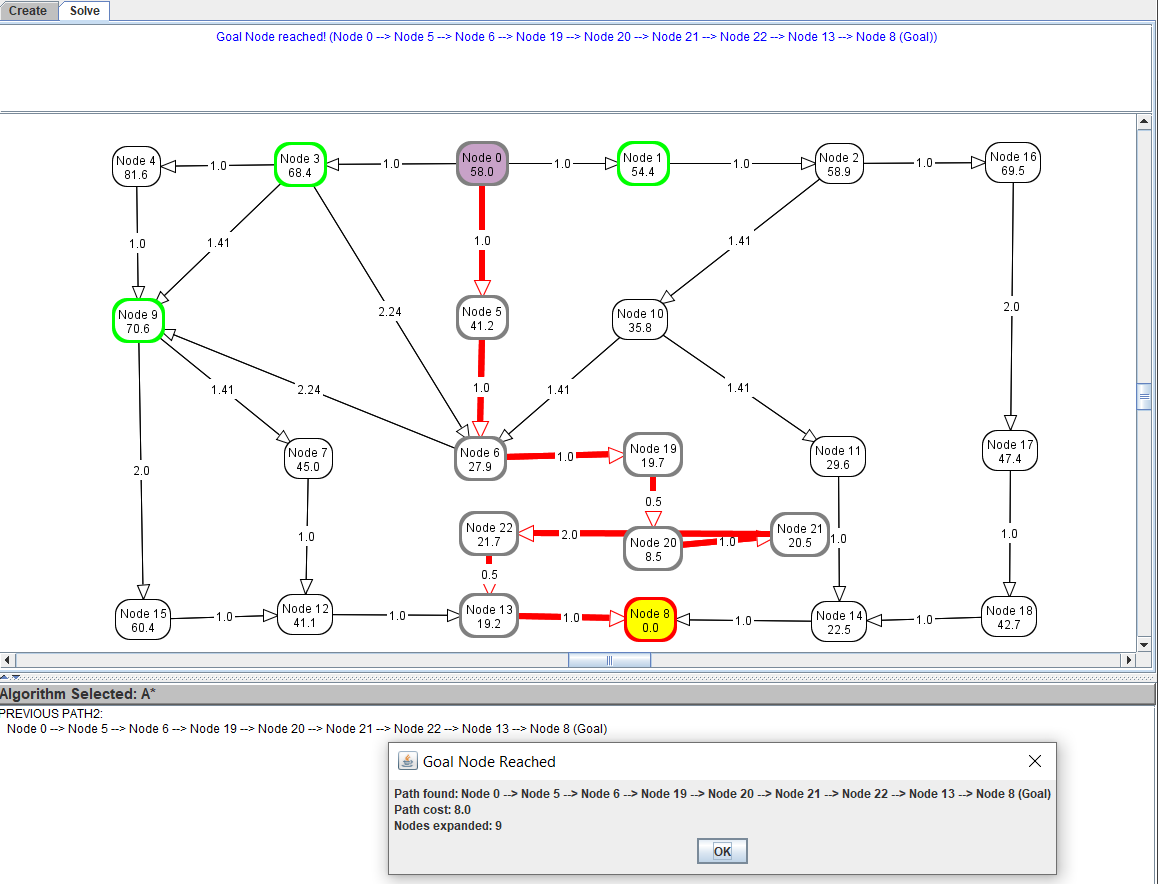 Create Solve
Goal Node reached! (Node 0 --> Node 5 --> Node 6 --> Node 19 --> Node 20 --> Node 21 --> Node 22 --> Node 13 --> Node 8 (Goal))
Node 4
81.6
1.0
Node 3
68.4
1.0
Node 0
58.0
1.0
Node 1
54.4
1.0
Node 2
58.9
1.0
Node 16
69.5
1.0
1.41
1.0
1.41
2.24
2.0
Node 9
70.6
Node 5
41.2
Node 10
35.8
1.41
2.24
1.0
1.41
1.41
2.0
Node 7
45.0
Node 6
27.9
1.0
Node 19
19.7
Node 11
29.6
Node 17
47.4
0.5
1.0
Node 22
21.7
2.0
Node 20
8.5
1.0
Node 21
20.5
1.0
1.0
0.5
Node 15
60.4
1.0
Node 12
41.1
1.0
Node 13
19.2
1.0
Node 8
0.0
1.0
Node 14
22.5
1.0
Node 18
42.7
Algorithm Selected: A*
PREVIOUS PATH2:
Node 0 --> Node 5 --> Node 6 --> Node 19 --> Node 20 --> Node 21 --> Node 22 --> Node 13 --> Node 8 (Goal)
Goal Node Reached
Path found: Node 0 --> Node 5 --> Node 6 --> Node 19 --> Node 20 --> Node 21 --> Node 22 --> Node 13 --> Node 8 (Goal)
Path cost: 8.0
Nodes expanded: 9
OK